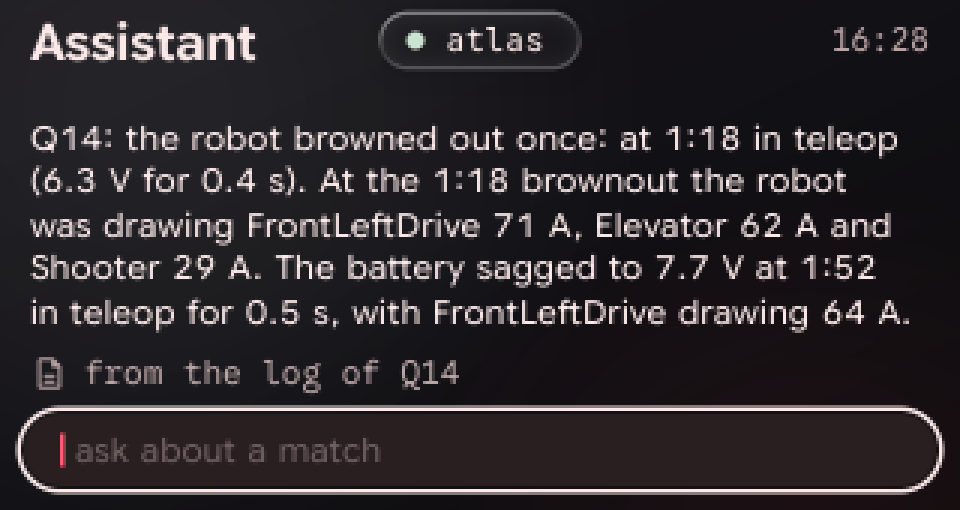 Assistant
atlas
16:28
Q14: the robot browned out once: at 1:18 in teleop
(6.3 V for 0.4 s). At the 1:18 brownout the robot
was drawing FrontLeftDrive 71 A, Elevator 62 A and
Shooter 29 A. The battery sagged to 7.7 V at 1:52
in teleop for 0.5 s, with FrontLeftDrive drawing 64 A.
from the log of Q14
ask about a match